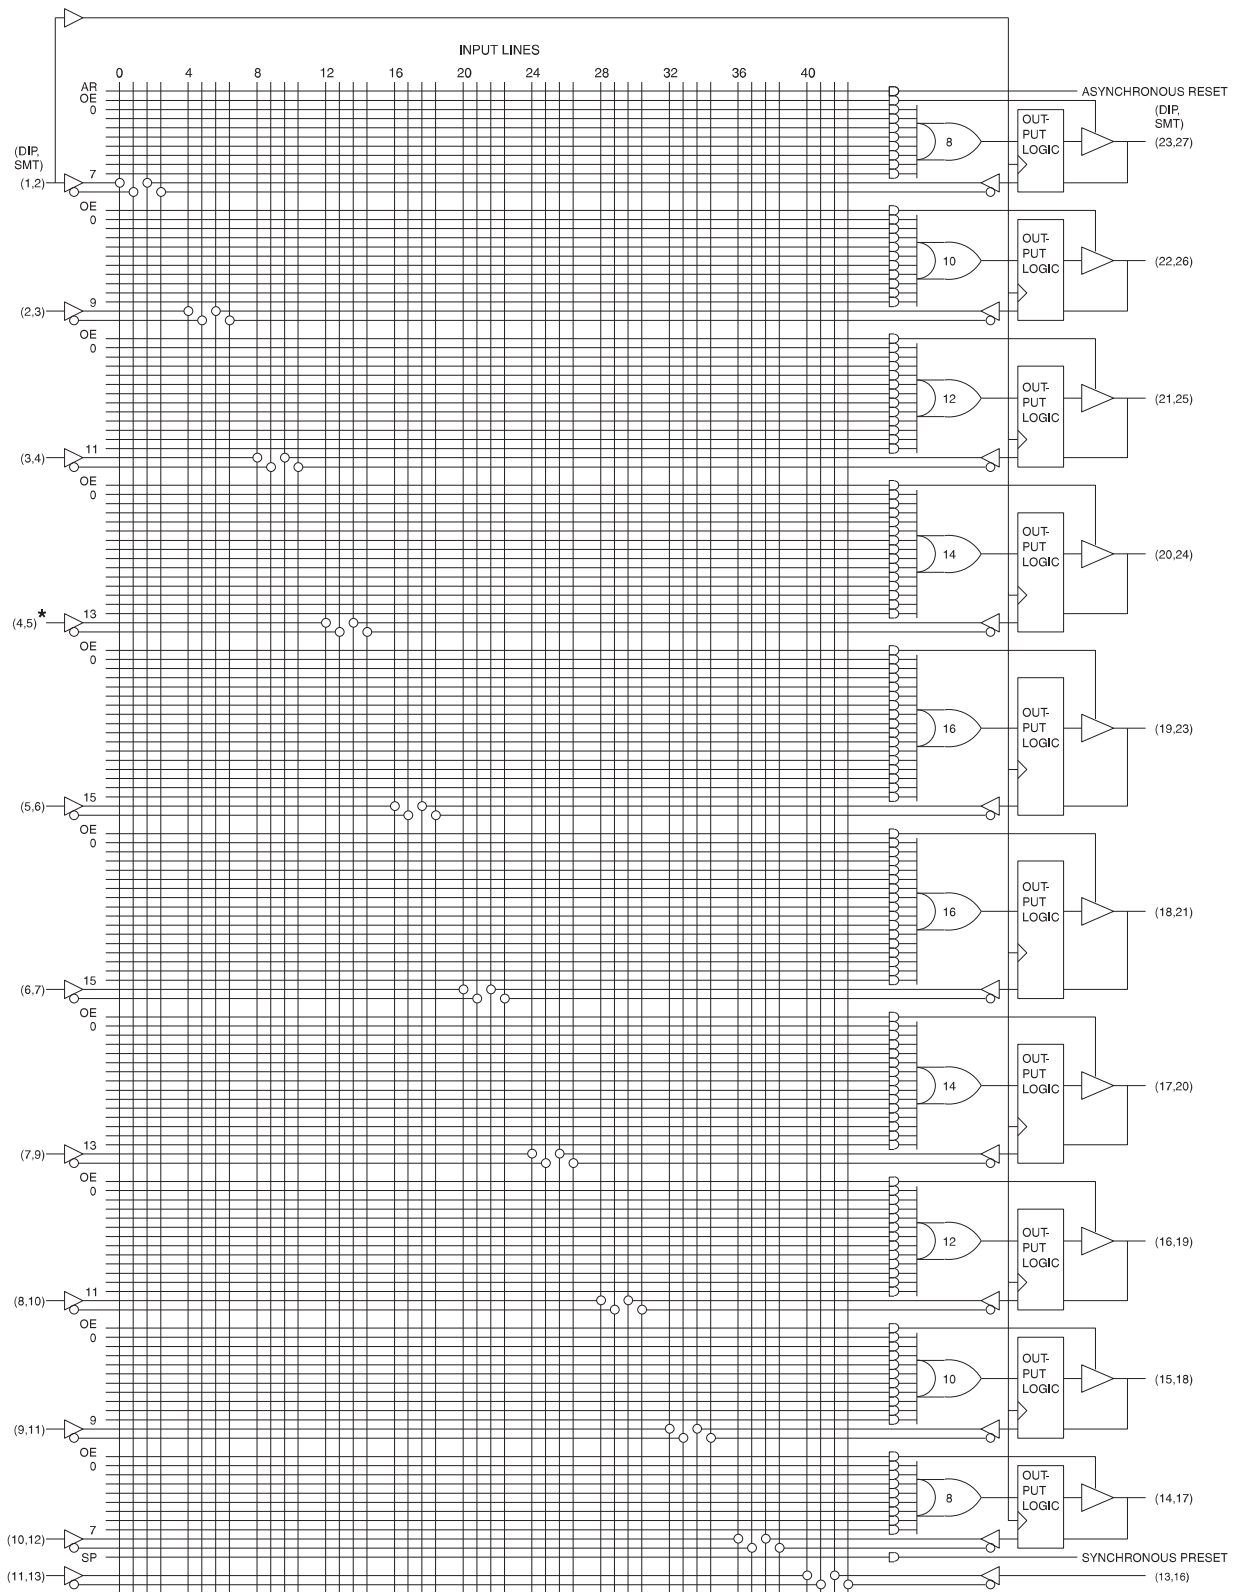 INPUT LINES
0 4 8 12 16 20 24 28 32 36 40
AR
ASYNCHRONOUS RESET
OE
0
(DIP, SMT)
(DIP, SMT)
8
OUT-
PUT
LOGIC
(23,27)
7
(1,2)
OE
0
10
OUT-
PUT
LOGIC
(22,26)
9
(2,3)
OE
0
12
OUT-
PUT
LOGIC
(21,25)
11
(3,4)
OE
0
14
OUT-
PUT
LOGIC
(20,24)
13
(4,5)*
OE
0
16
OUT-
PUT
LOGIC
(19,23)
15
(5,6)
OE
0
16
OUT-
PUT
LOGIC
(18,21)
15
(6,7)
OE
0
14
OUT-
PUT
LOGIC
(17,20)
13
(7,9)
OE
0
12
OUT-
PUT
LOGIC
(16,19)
11
(8,10)
OE
0
10
OUT-
PUT
LOGIC
(15,18)
9
(9,11)
OE
0
8
OUT-
PUT
LOGIC
(14,17)
7
(10,12)
SP
SYNCHRONOUS PRESET
(11,13)
(13,16)